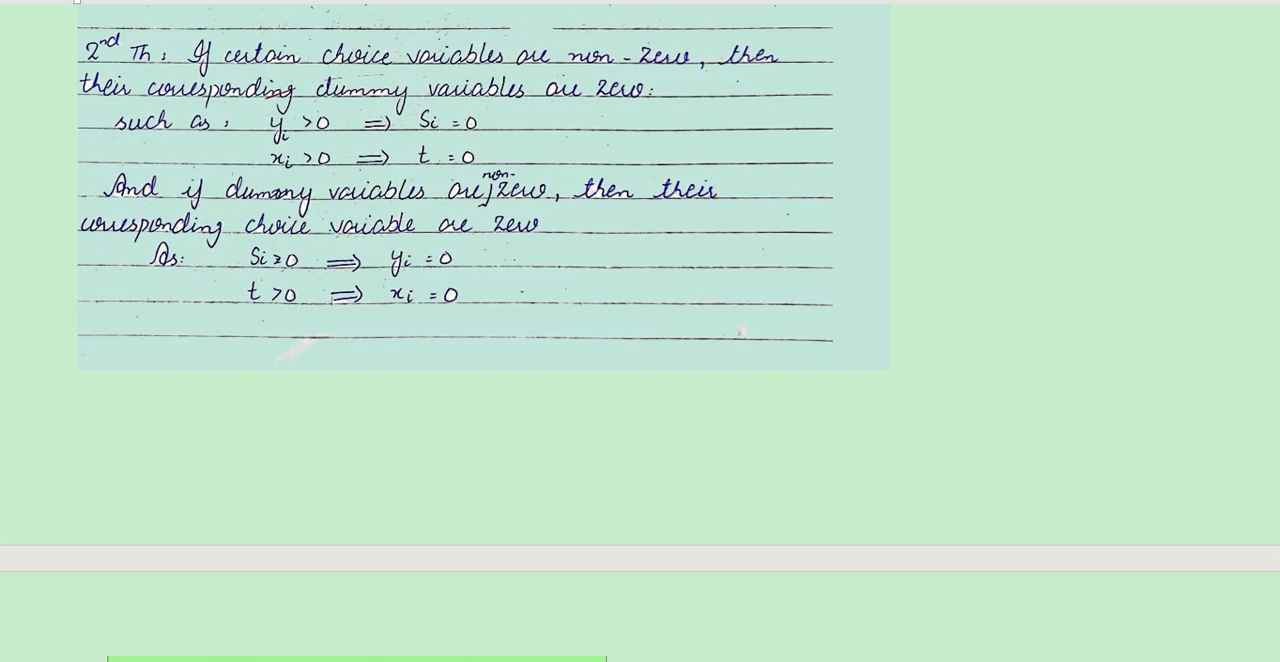 2nd Th: If certain choice variables are non-zero, then
their corresponding dummy variables are zero:
such as, yi >0 => Si =0
xi >0 => t =0
And if dummy variables are non-zero, then their
corresponding choice variable are zero
As: Si ≥0 => yi =0
t >0 => xi =0